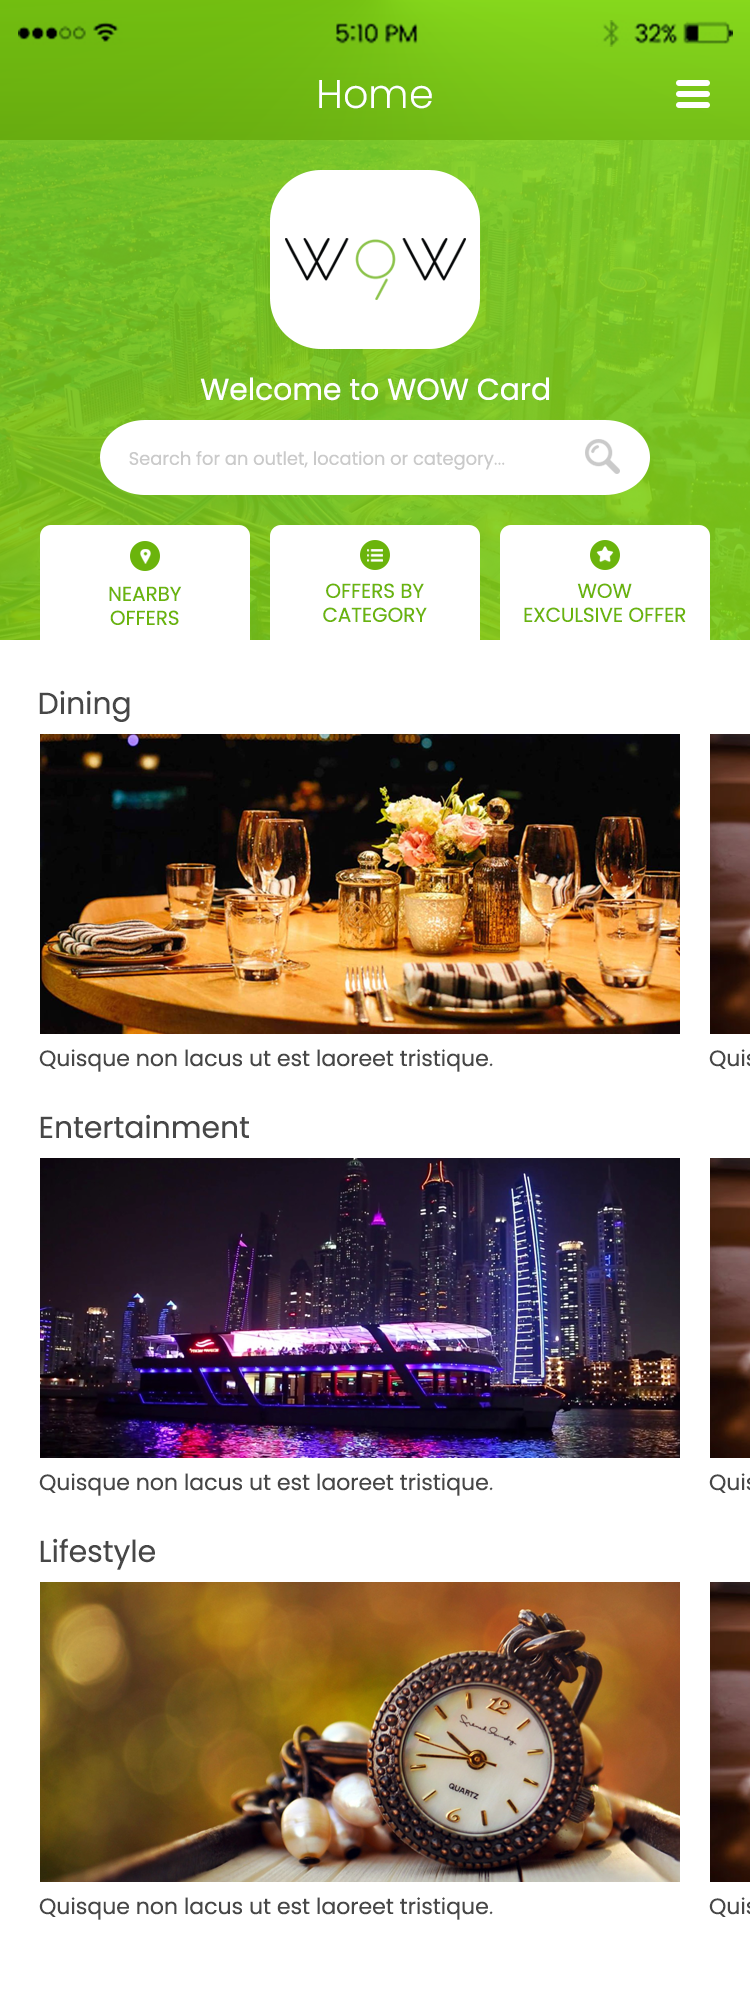 5:10 PM
32%
Home
W9W
Welcome to WOW Card
Search for an outlet, location or category...
NEARBY
OFFERS
OFFERS BY
CATEGORY
WOW
EXCULSIVE OFFER
Dining
Quisque non lacus ut est laoreet tristique.
Quis
Entertainment
Quisque non lacus ut est laoreet tristique.
Quis
Lifestyle
12
QUARTZ
6
Quisque non lacus ut est laoreet tristique.
Quis